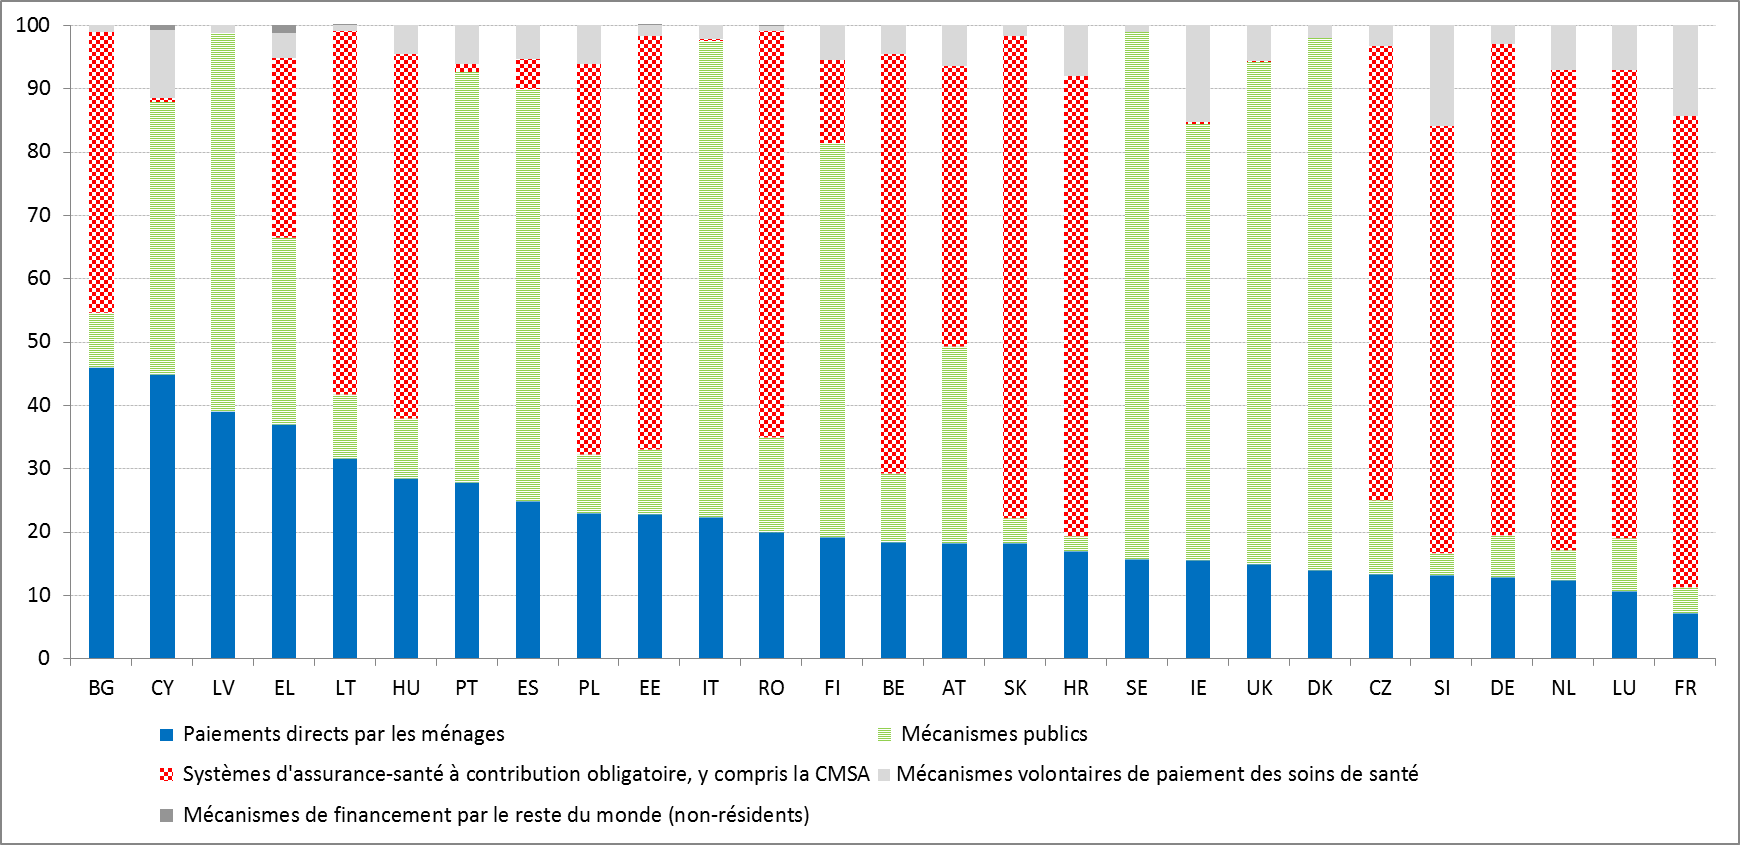 100
90
80
70
60
50
40
30
20
10
0
BG CY LV EL LT HU PT ES PL EE IT RO FI BE AT SK HR SE IE UK DK CZ SI DE NL LU FR
Paiements directs par les ménages Mécanismes publics
Systèmes d'assurance-santé à contribution obligatoire, y compris la CMSA Mécanismes volontaires de paiement des soins de santé
Mécanismes de financement par le reste du monde (non-résidents)